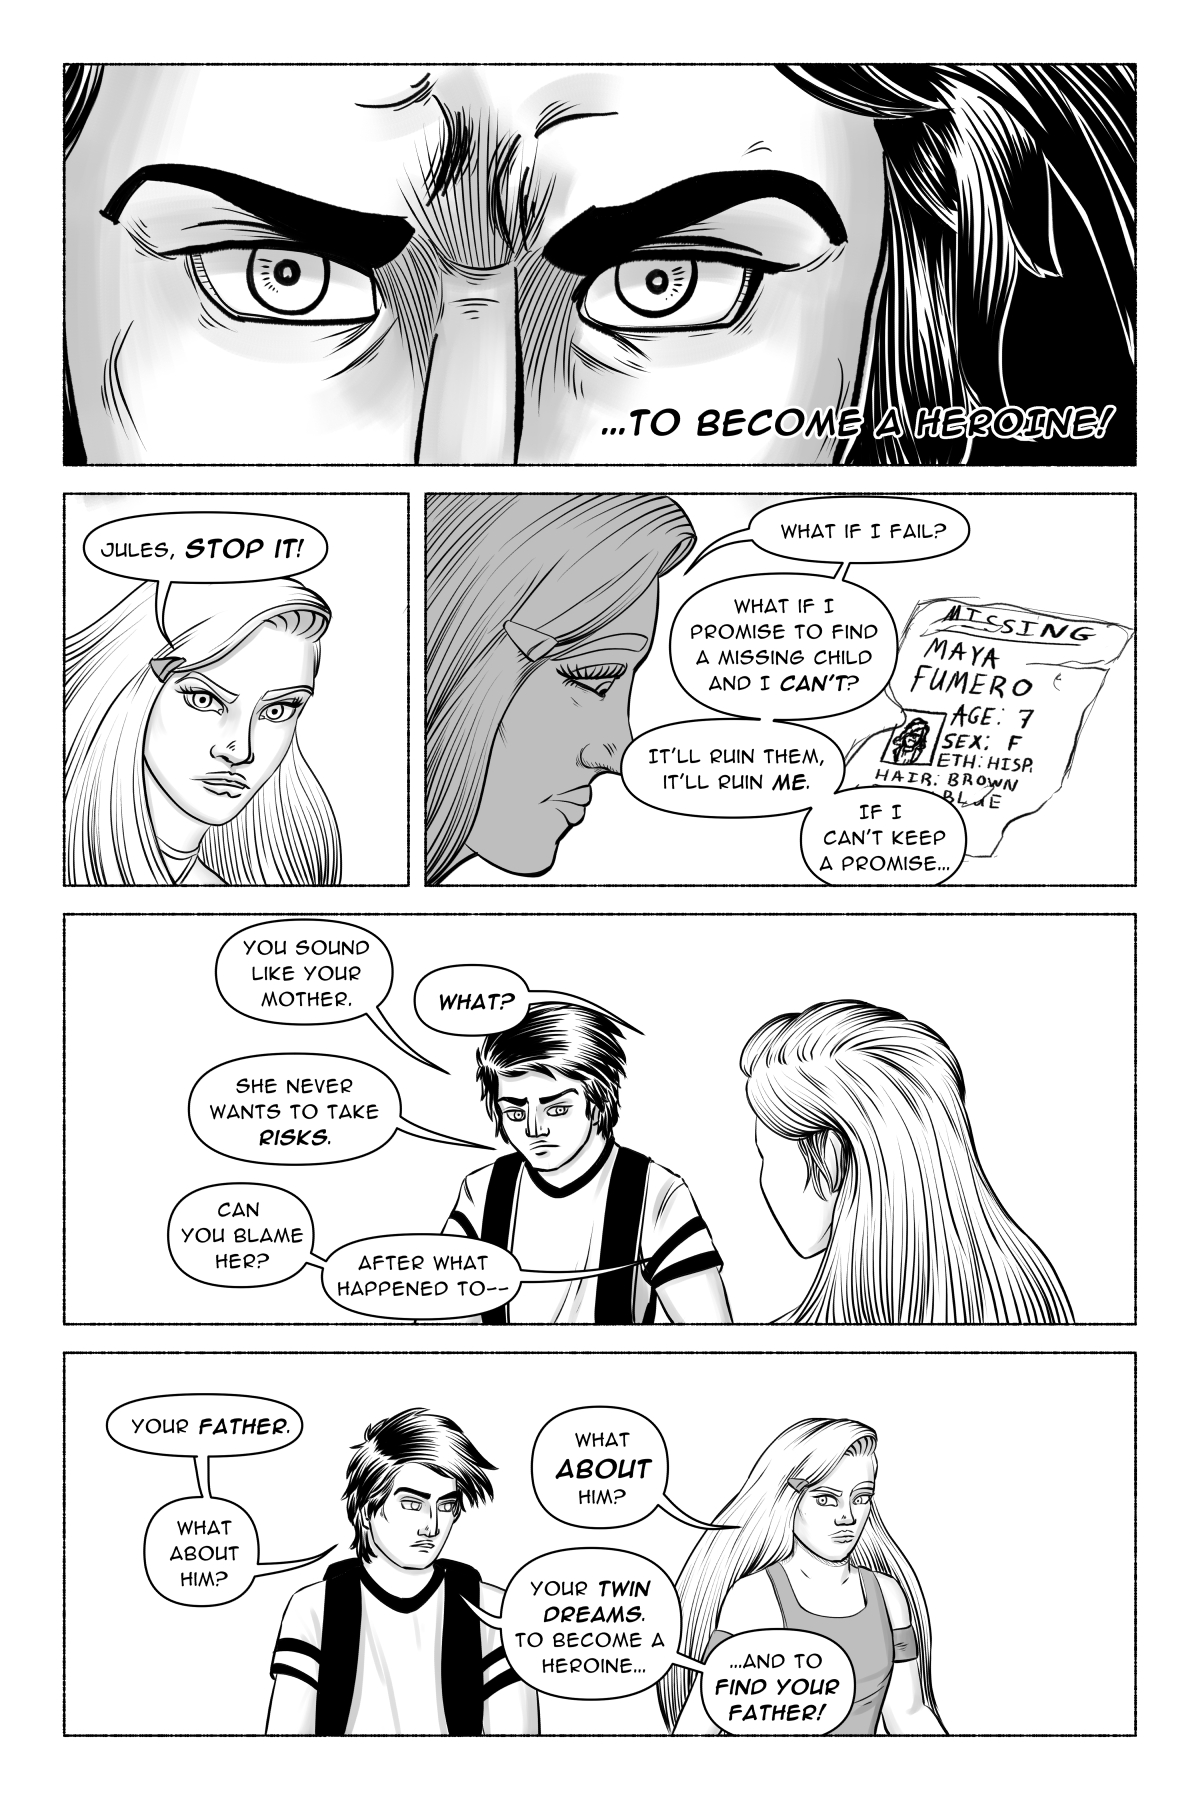 ...TO BECOME A HEROINE!
JULES, STOP IT!
WHAT IF I FAIL?
WHAT IF I
PROMISE TO FIND
A MISSING CHILD
AND I CAN'T?
IT'LL RUIN THEM,
IT'LL RUIN ME.
IF I
CAN'T KEEP
A PROMISE...
MISSING
MAYA
FUMERO
AGE: 7
SEX: F
ETH: HISP.
HAIR: BROWN
BLUE
YOU SOUND
LIKE YOUR
MOTHER.
WHAT?
SHE NEVER
WANTS TO TAKE
RISKS.
CAN
YOU BLAME
HER?
AFTER WHAT
HAPPENED TO--
YOUR FATHER.
WHAT
ABOUT
HIM?
WHAT
ABOUT
HIM?
YOUR TWIN
DREAMS.
TO BECOME A
HEROINE...
...AND TO
FIND YOUR
FATHER!